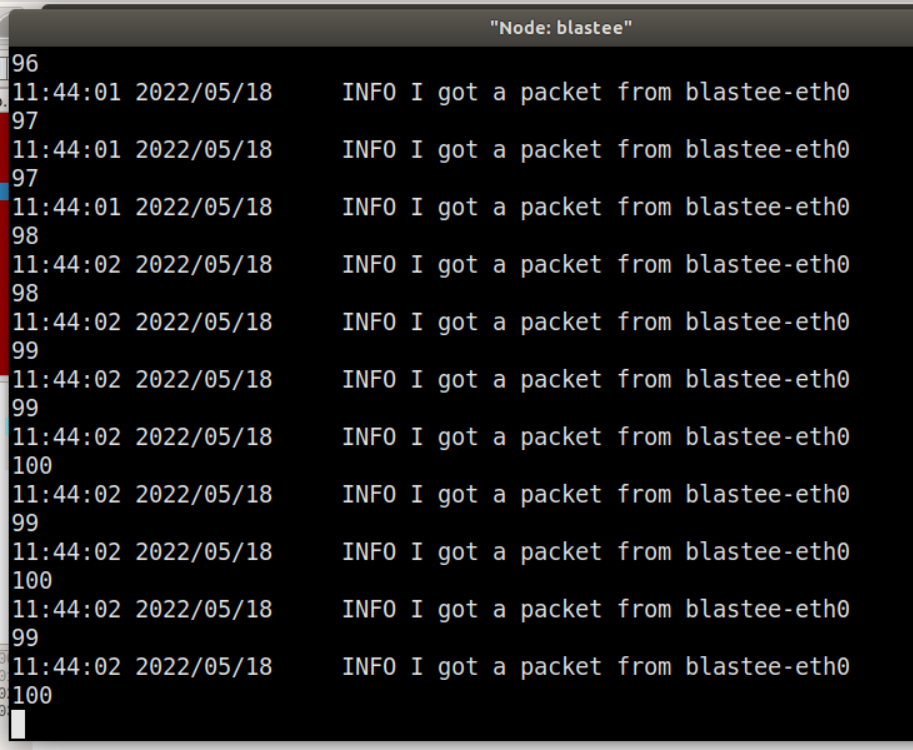 "Node: blastee"
96
11:44:01 2022/05/18     INFO I got a packet from blastee-eth0
97
11:44:01 2022/05/18     INFO I got a packet from blastee-eth0
97
11:44:01 2022/05/18     INFO I got a packet from blastee-eth0
98
11:44:02 2022/05/18     INFO I got a packet from blastee-eth0
98
11:44:02 2022/05/18     INFO I got a packet from blastee-eth0
99
11:44:02 2022/05/18     INFO I got a packet from blastee-eth0
99
11:44:02 2022/05/18     INFO I got a packet from blastee-eth0
100
11:44:02 2022/05/18     INFO I got a packet from blastee-eth0
99
11:44:02 2022/05/18     INFO I got a packet from blastee-eth0
100
11:44:02 2022/05/18     INFO I got a packet from blastee-eth0
99
11:44:02 2022/05/18     INFO I got a packet from blastee-eth0
100